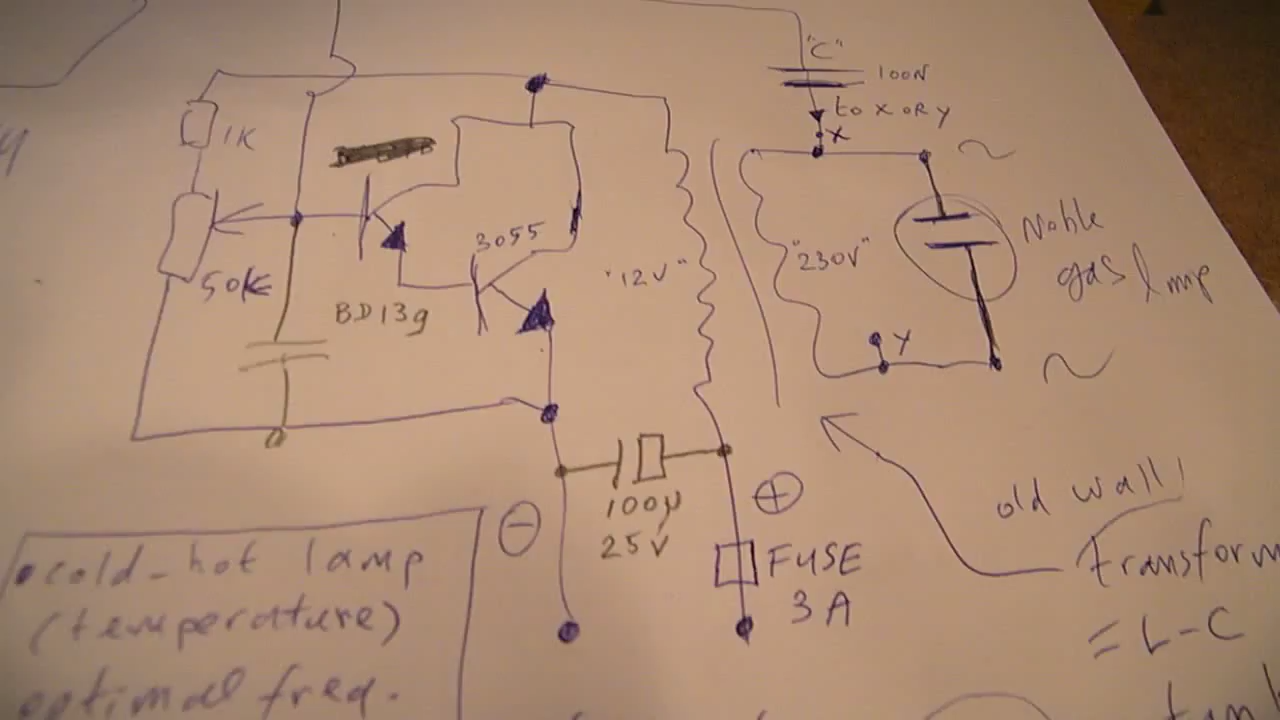 "C"
100N
to X OR Y
X
1K
3055
Noble
gas lamp
"12V"
"230V"
50K
BD139
Y
⊖
100µ
25V
⊕
FUSE
3A
old wall
transform
= L-C
• cold-hot lamp
(temperature)
optimal freq.